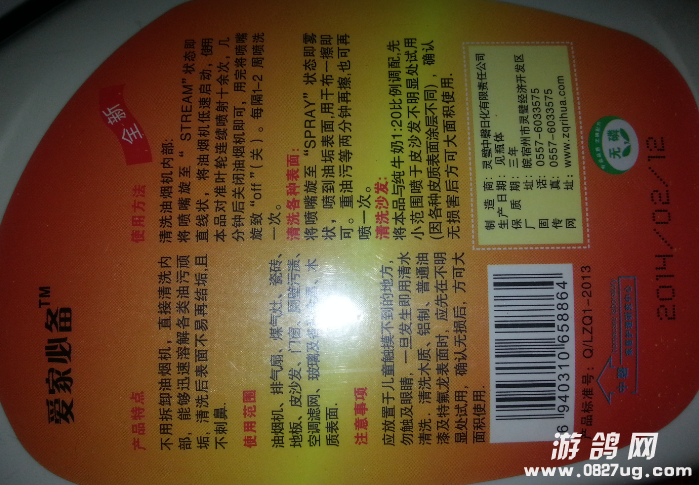 爱家必备™
产品特点
不用拆卸油烟机，直接清洗内
部，能够迅速溶解各类油污顽
垢，清洗后表面不易再结垢，且
不刺鼻.
使用范围
油烟机、排气扇、煤气灶、瓷砖、
地板、皮沙发、门窗、厕壁污渍、
空调滤网、玻璃及 木
质表面.
注意事项
应放置于儿童触摸不到的地方，
勿触及眼睛，一旦发生即用清水
清洗．清洗木质、铝制、普通油
漆及特氟龙表面时，应先在不明
显处试用，确认无损后，方可大
面积使用.
全新
使用方法
清洗油烟机内部:
将喷嘴旋至“STREAM”状态即
直线状，将油烟机低速启动，使用
本品对准叶轮连续喷射十余次，几
分钟后关闭油烟机即可，用完将喷嘴
旋致“off”(关)。每隔1-2 周喷洗
一次。
清洗各种表面:
将喷嘴旋至“SPRAY”状态即雾
状，喷到油垢表面,用干布一擦即
可。重油污等两分钟再擦,也可再
喷一次。
清洗沙发:
将本品与纯牛奶1:20比例调配,先
小范围喷于皮沙发不明显处试用
(因各种皮质表面涂层不同)，确认
无损害后方可大面积使用.
制造商: 灵璧中璨日化有限责任公司
生产日期: 见瓶体
保质期: 三年
厂址: 皖宿州市灵璧经济开发区
固话: 0557-6033575
传真: 0557-6033575
网 www.zqrihua.com
无磷
6 940310 658864
产品标准号: Q/LZQ1-2013
2014/02/12
游鸽网
www.0827ug.com